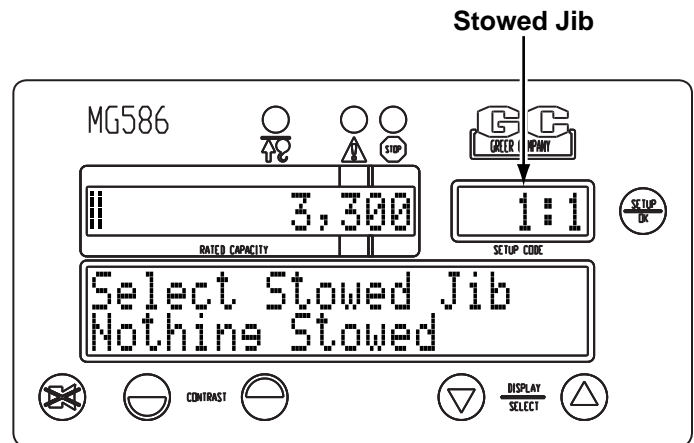 Stowed Jib
MG586
STOP
GREER COMPANY
3,300
1:1
SETUP
OK
RATED CAPACITY
SETUP CODE
Select Stowed Jib
Nothing Stowed
CONTRAST
DISPLAY
SELECT